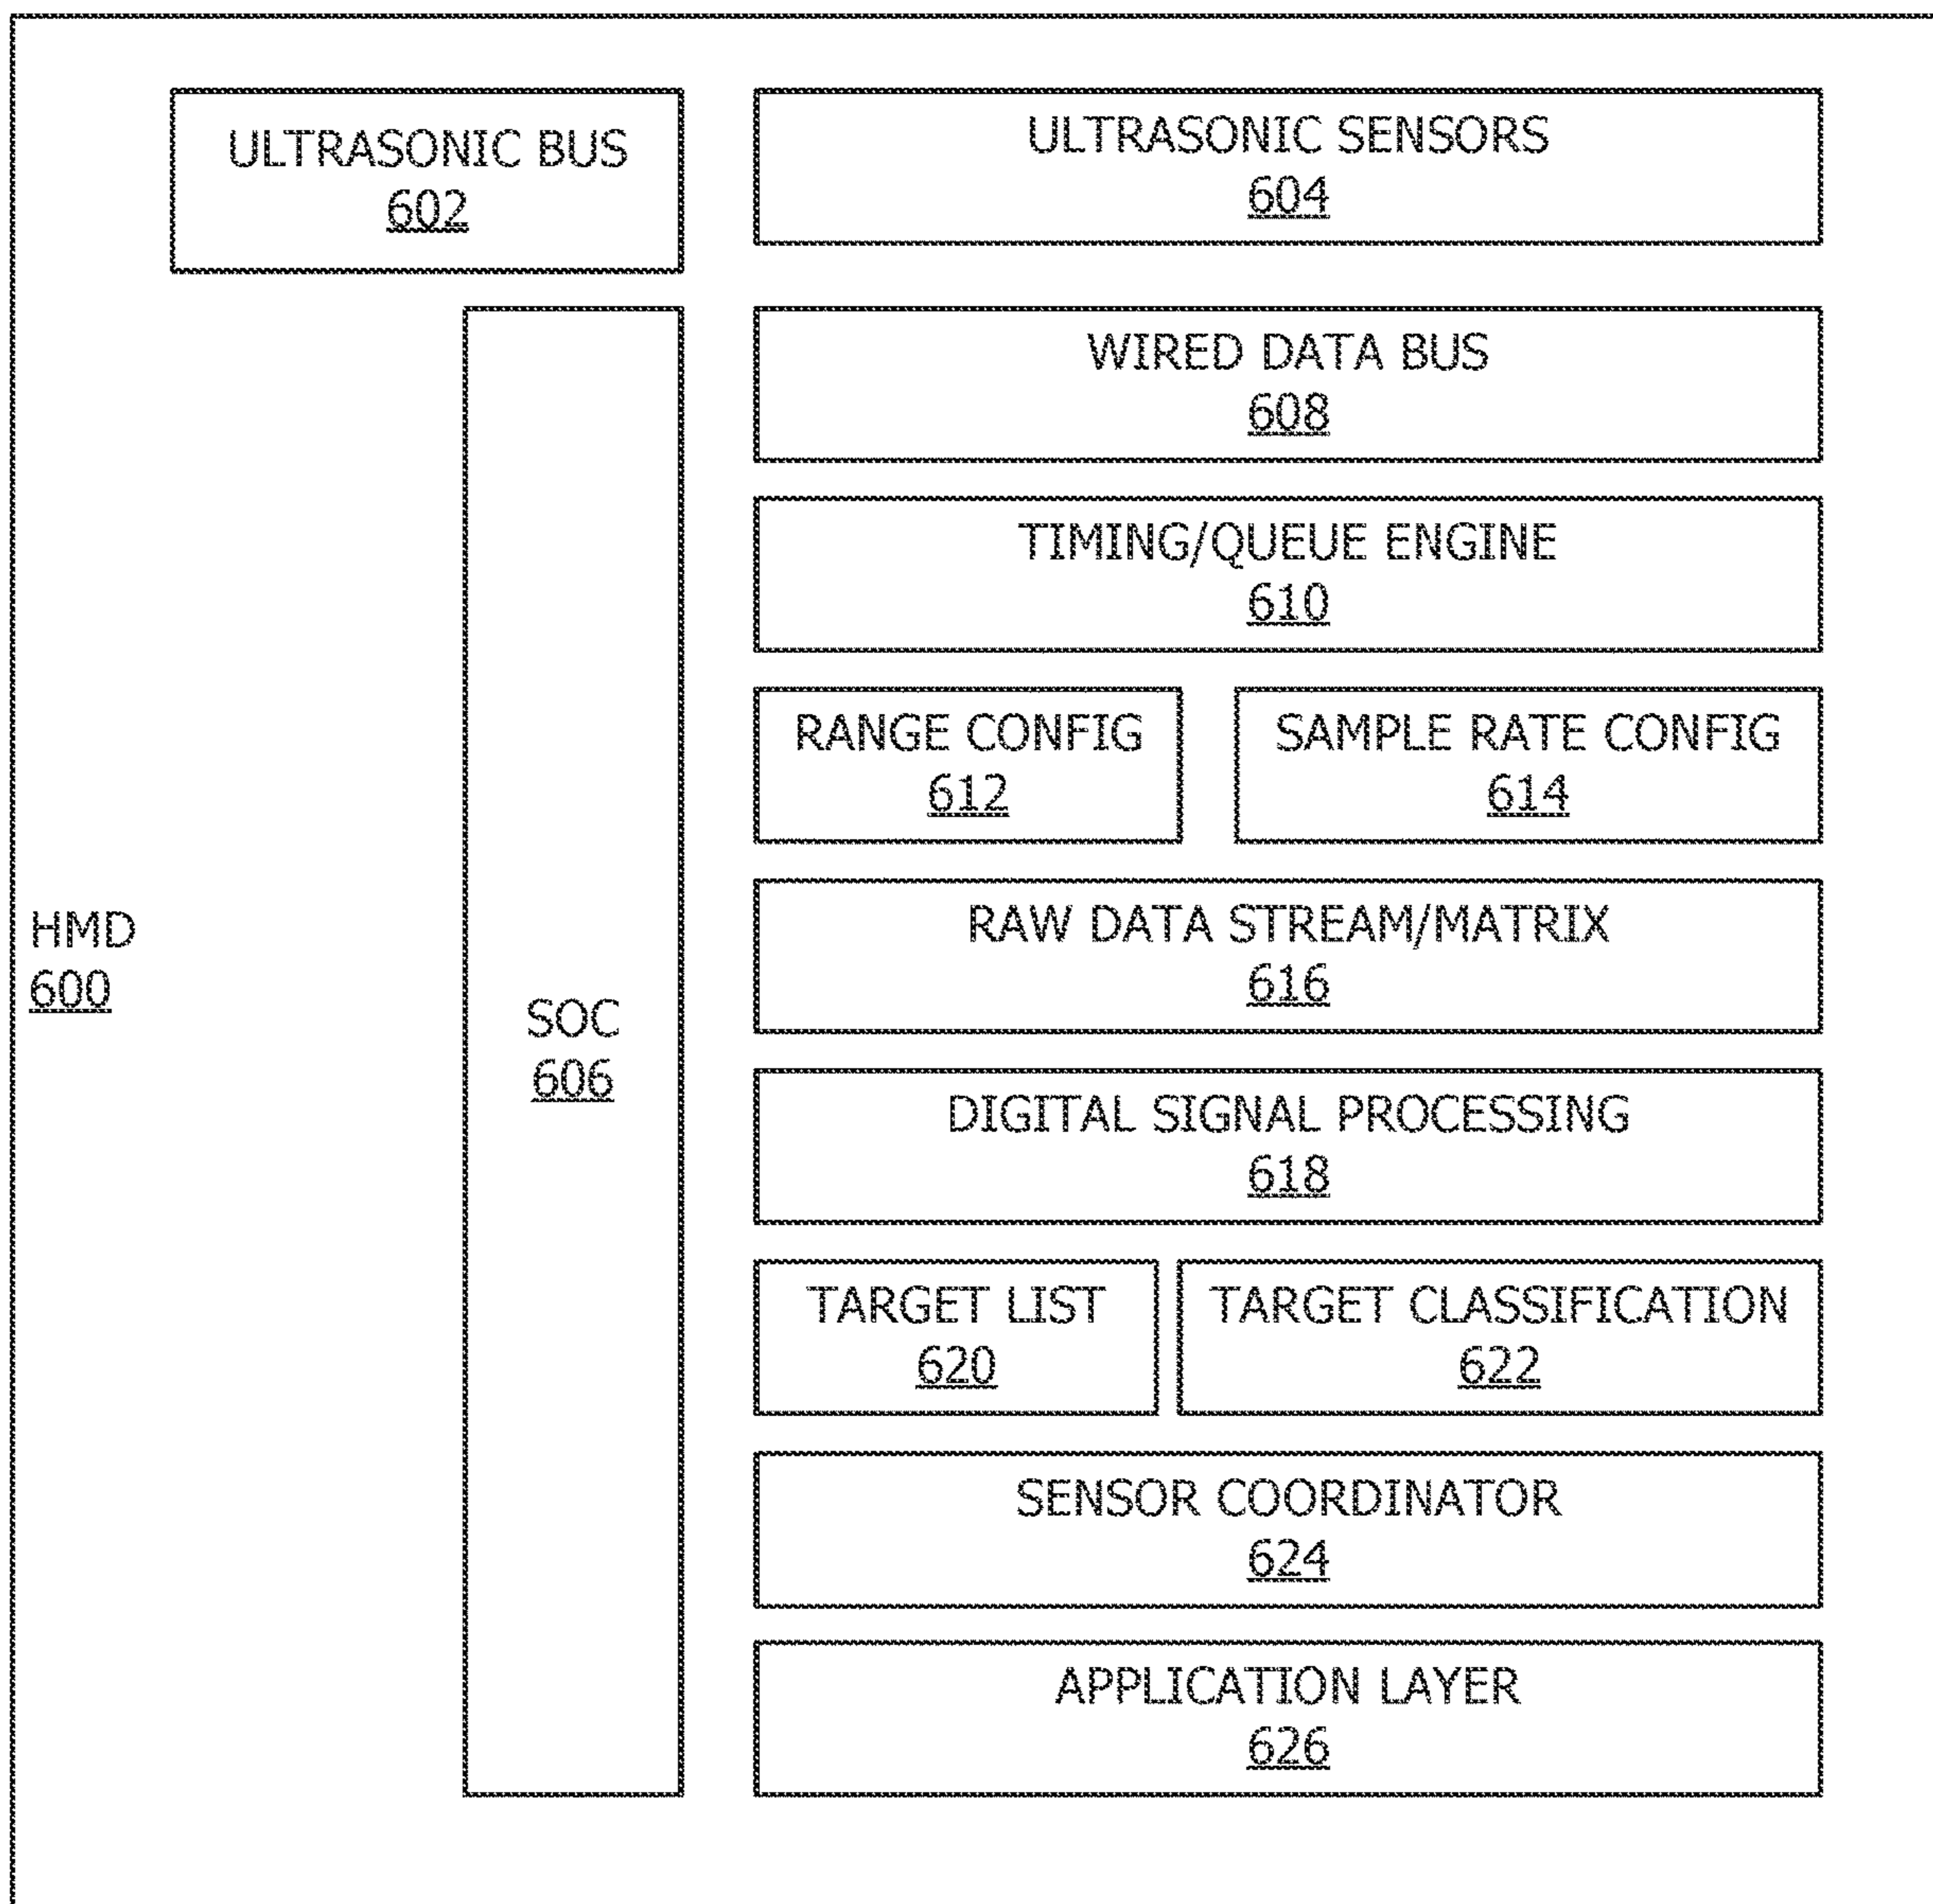 ULTRASONIC BUS
602
ULTRASONIC SENSORS
604
WIRED DATA BUS
608
TIMING/QUEUE ENGINE
610
RANGE CONFIG
612
SAMPLE RATE CONFIG
614
RAW DATA STREAM/MATRIX
616
HMD
600
SOC
606
DIGITAL SIGNAL PROCESSING
618
TARGET LIST
620
TARGET CLASSIFICATION
622
SENSOR COORDINATOR
624
APPLICATION LAYER
626